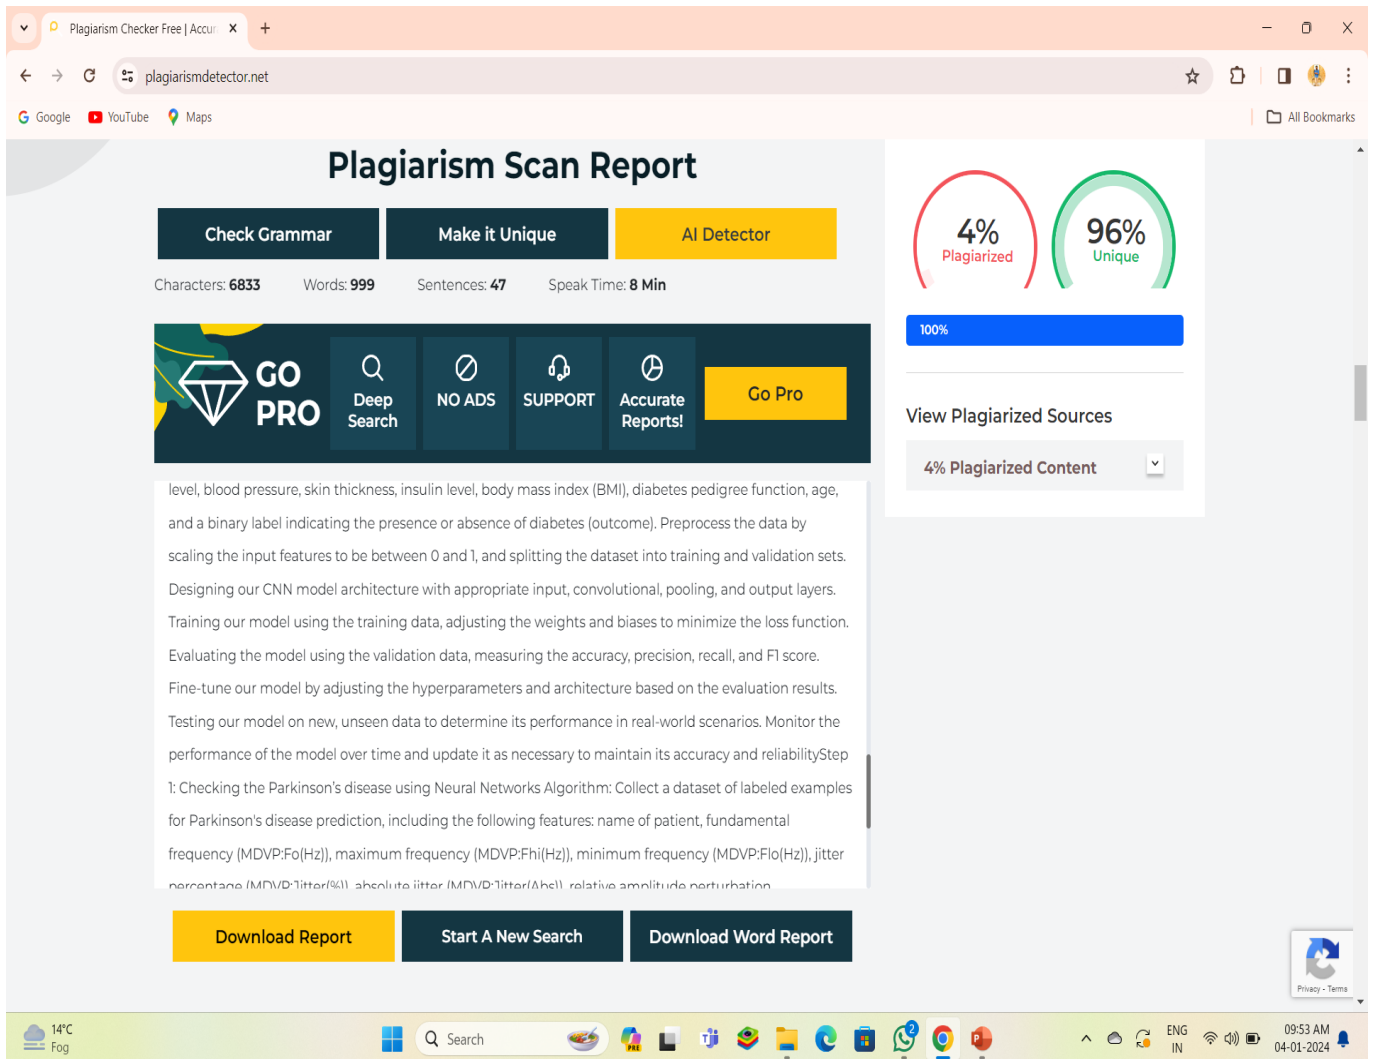 Plagiarism Checker Free | Accur
plagiarismdetector.net
Google YouTube Maps All Bookmarks
Plagiarism Scan Report
Check Grammar Make it Unique AI Detector
Characters: 6833 Words: 999 Sentences: 47 Speak Time: 8 Min
GO PRO
Deep Search
NO ADS
SUPPORT
Accurate Reports!
Go Pro
level, blood pressure, skin thickness, insulin level, body mass index (BMI), diabetes pedigree function, age,
and a binary label indicating the presence or absence of diabetes (outcome). Preprocess the data by
scaling the input features to be between 0 and 1, and splitting the dataset into training and validation sets.
Designing our CNN model architecture with appropriate input, convolutional, pooling, and output layers.
Training our model using the training data, adjusting the weights and biases to minimize the loss function.
Evaluating the model using the validation data, measuring the accuracy, precision, recall, and F1 score.
Fine-tune our model by adjusting the hyperparameters and architecture based on the evaluation results.
Testing our model on new, unseen data to determine its performance in real-world scenarios. Monitor the
performance of the model over time and update it as necessary to maintain its accuracy and reliabilityStep
1: Checking the Parkinson's disease using Neural Networks Algorithm: Collect a dataset of labeled examples
for Parkinson's disease prediction, including the following features: name of patient, fundamental
frequency (MDVP:Fo(Hz)), maximum frequency (MDVP:Fhi(Hz)), minimum frequency (MDVP:Flo(Hz)), jitter
percentage (MDVP:Jitter(%)), absolute jitter (MDVP:Jitter(Abs)), relative amplitude perturbation
Download Report Start A New Search Download Word Report
4%
Plagiarized
96%
Unique
100%
View Plagiarized Sources
4% Plagiarized Content
Privacy - Terms
14°C
Fog
Search
PRE
2
ENG
IN
09:53 AM
04-01-2024